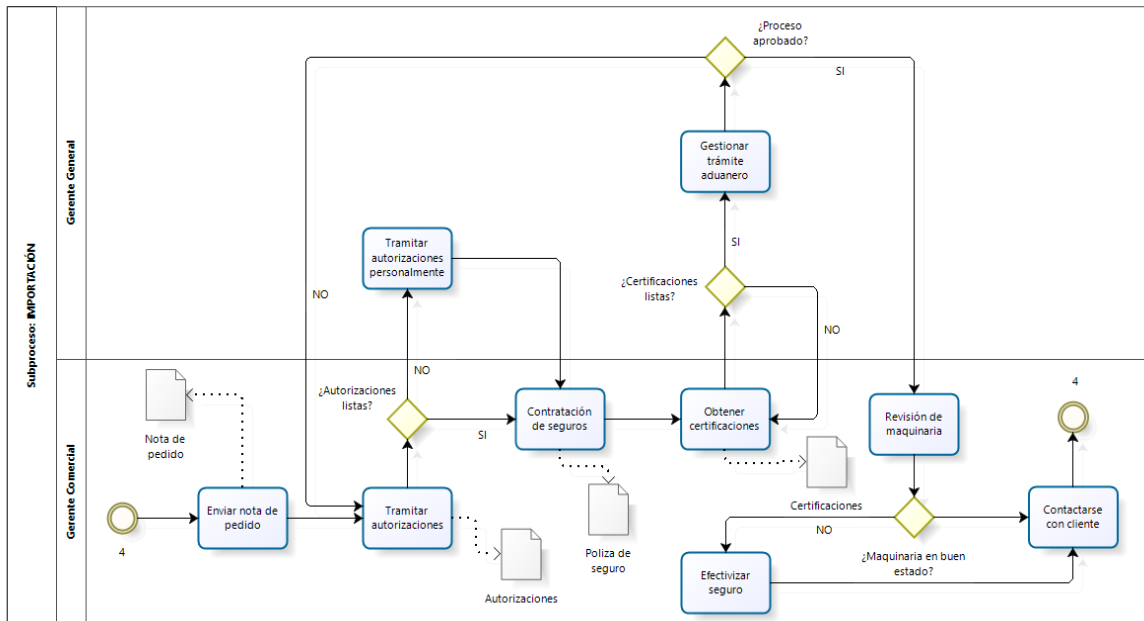 Subproceso: IMPORTACIÓN
Gerente General
¿Proceso
aprobado?
SI
Gestionar
trámite
aduanero
Tramitar
autorizaciones
personalmente
SI
¿Certificaciones
listas?
NO
NO
Gerente Comercial
NO
¿Autorizaciones
listas?
SI
Nota de
pedido
Contratación
de seguros
Obtener
certificaciones
Revisión de
maquinaria
4
Enviar nota de
pedido
Tramitar
autorizaciones
Certificaciones
NO
Contactarse
con cliente
4
Poliza de
seguro
¿Maquinaria en buen
estado?
Autorizaciones
Efectivizar
seguro